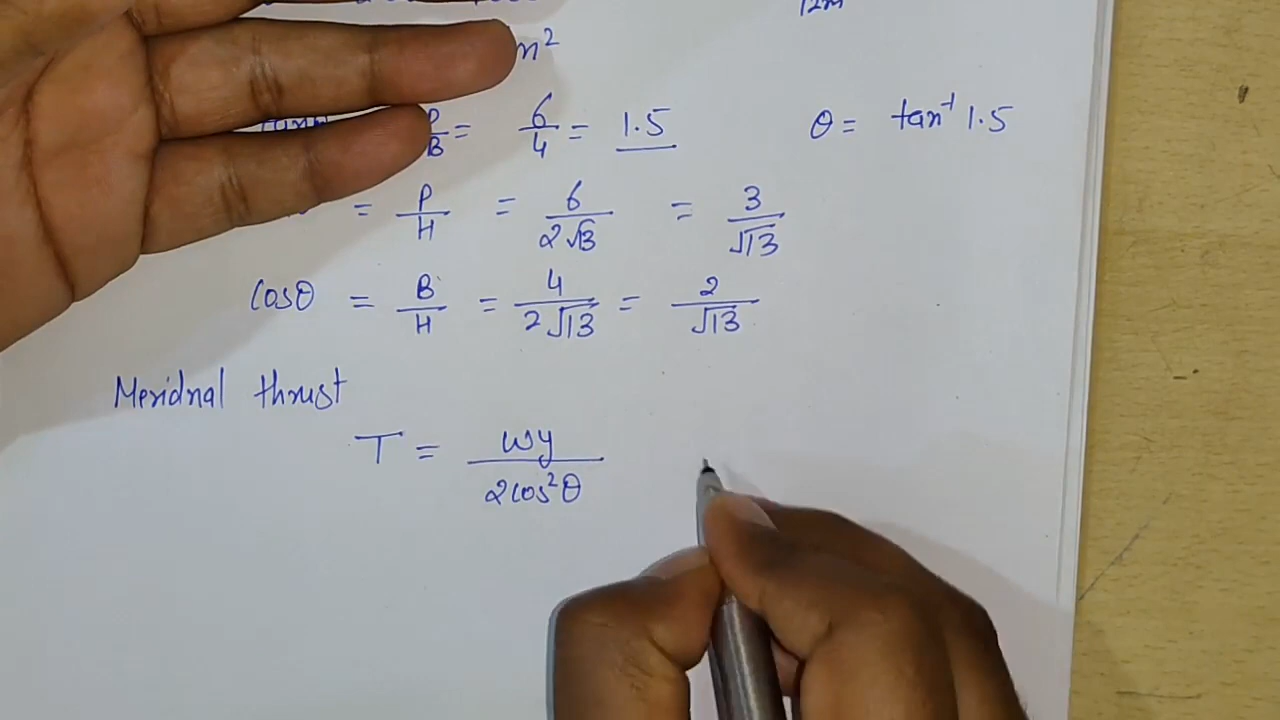 12m
m²
P/B = 6/4 = 1.5 θ = tan⁻¹ 1.5
= P/H = 6/2√13 = 3/√13
Cosθ = B/H = 4/2√13 = 2/√13
Meridnal thrust
T = wy/2cos²θ